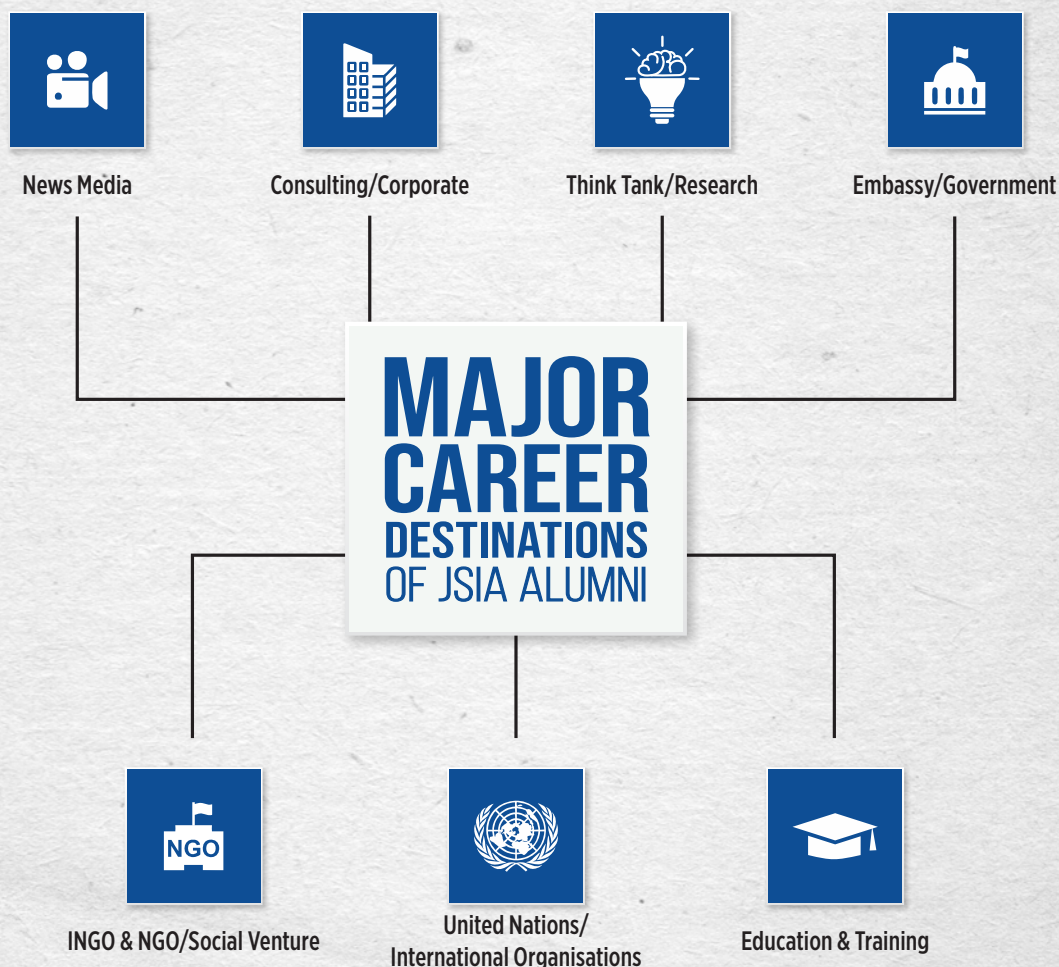 News Media
Consulting/Corporate
Think Tank/Research
Embassy/Government
MAJOR
CAREER
DESTINATIONS
OF JSIA ALUMNI
NGO
INGO & NGO/Social Venture
United Nations/
International Organisations
Education & Training